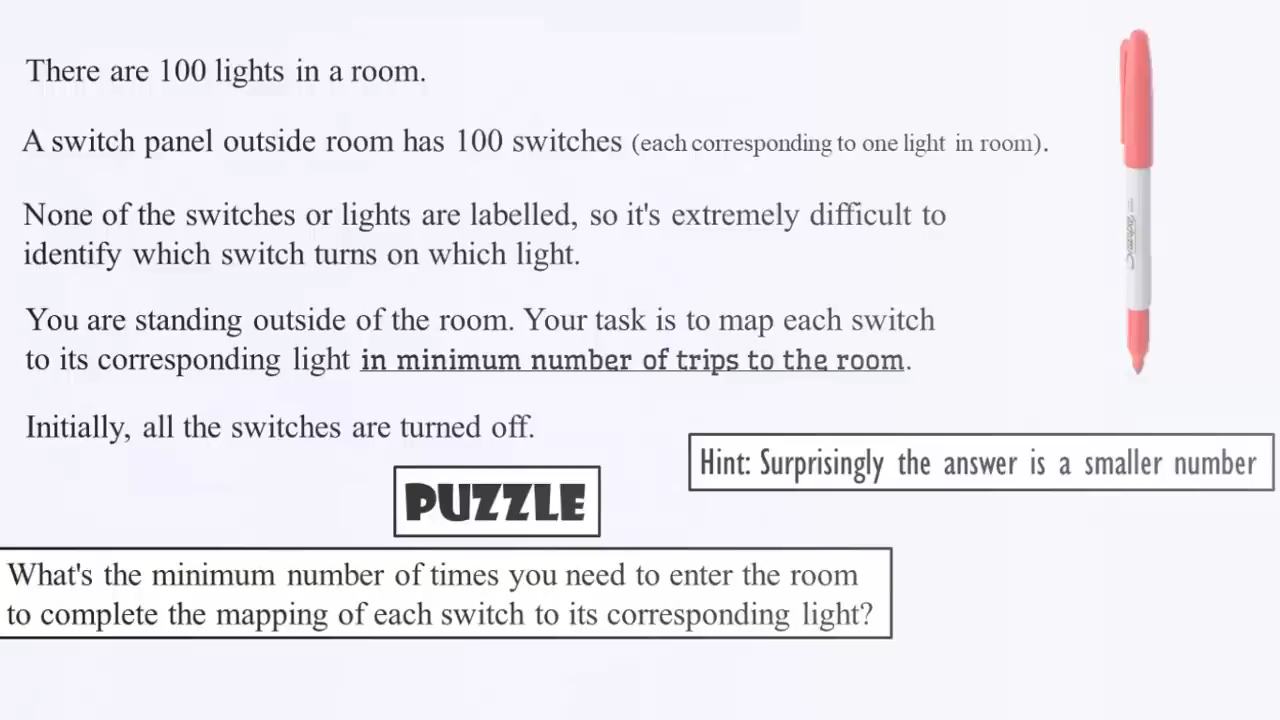 There are 100 lights in a room.
A switch panel outside room has 100 switches (each corresponding to one light in room).
None of the switches or lights are labelled, so it's extremely difficult to
identify which switch turns on which light.
You are standing outside of the room. Your task is to map each switch
to its corresponding light in minimum number of trips to the room.
Initially, all the switches are turned off.
Hint: Surprisingly the answer is a smaller number
PUZZLE
What's the minimum number of times you need to enter the room
to complete the mapping of each switch to its corresponding light?